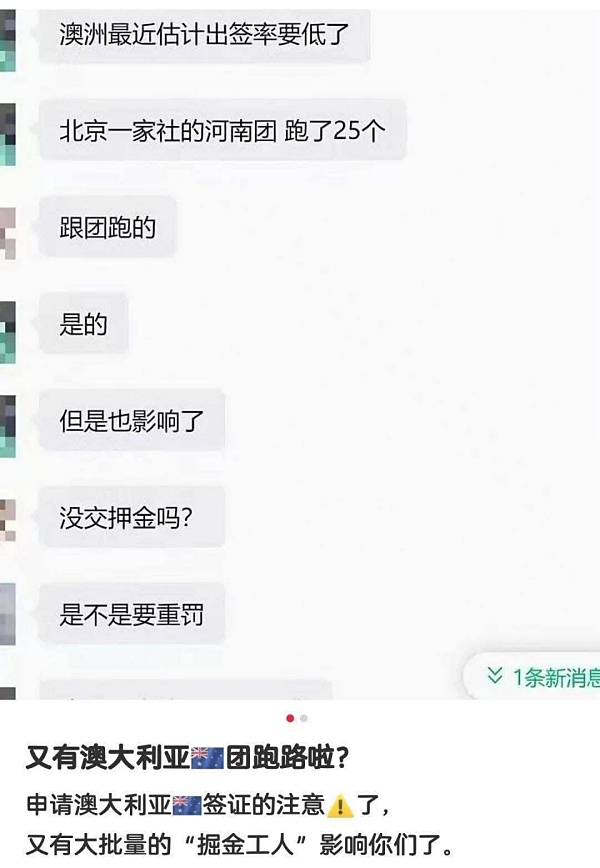 澳洲最近估计出签率要低了
北京一家社的河南团 跑了25个
跟团跑的
是的
但是也影响了
没交押金吗?
是不是要重罚
1条新消息
又有澳大利亚🇦🇺团跑路啦?
申请澳大利亚🇦🇺签证的注意⚠️了,
又有大批量的“掘金工人”影响你们了。